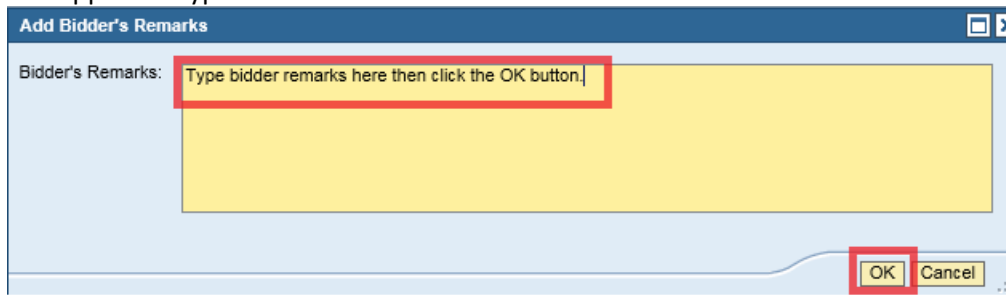 Add Bidder's Remarks
Bidder's Remarks:
Type bidder remarks here then click the OK button.
OK Cancel